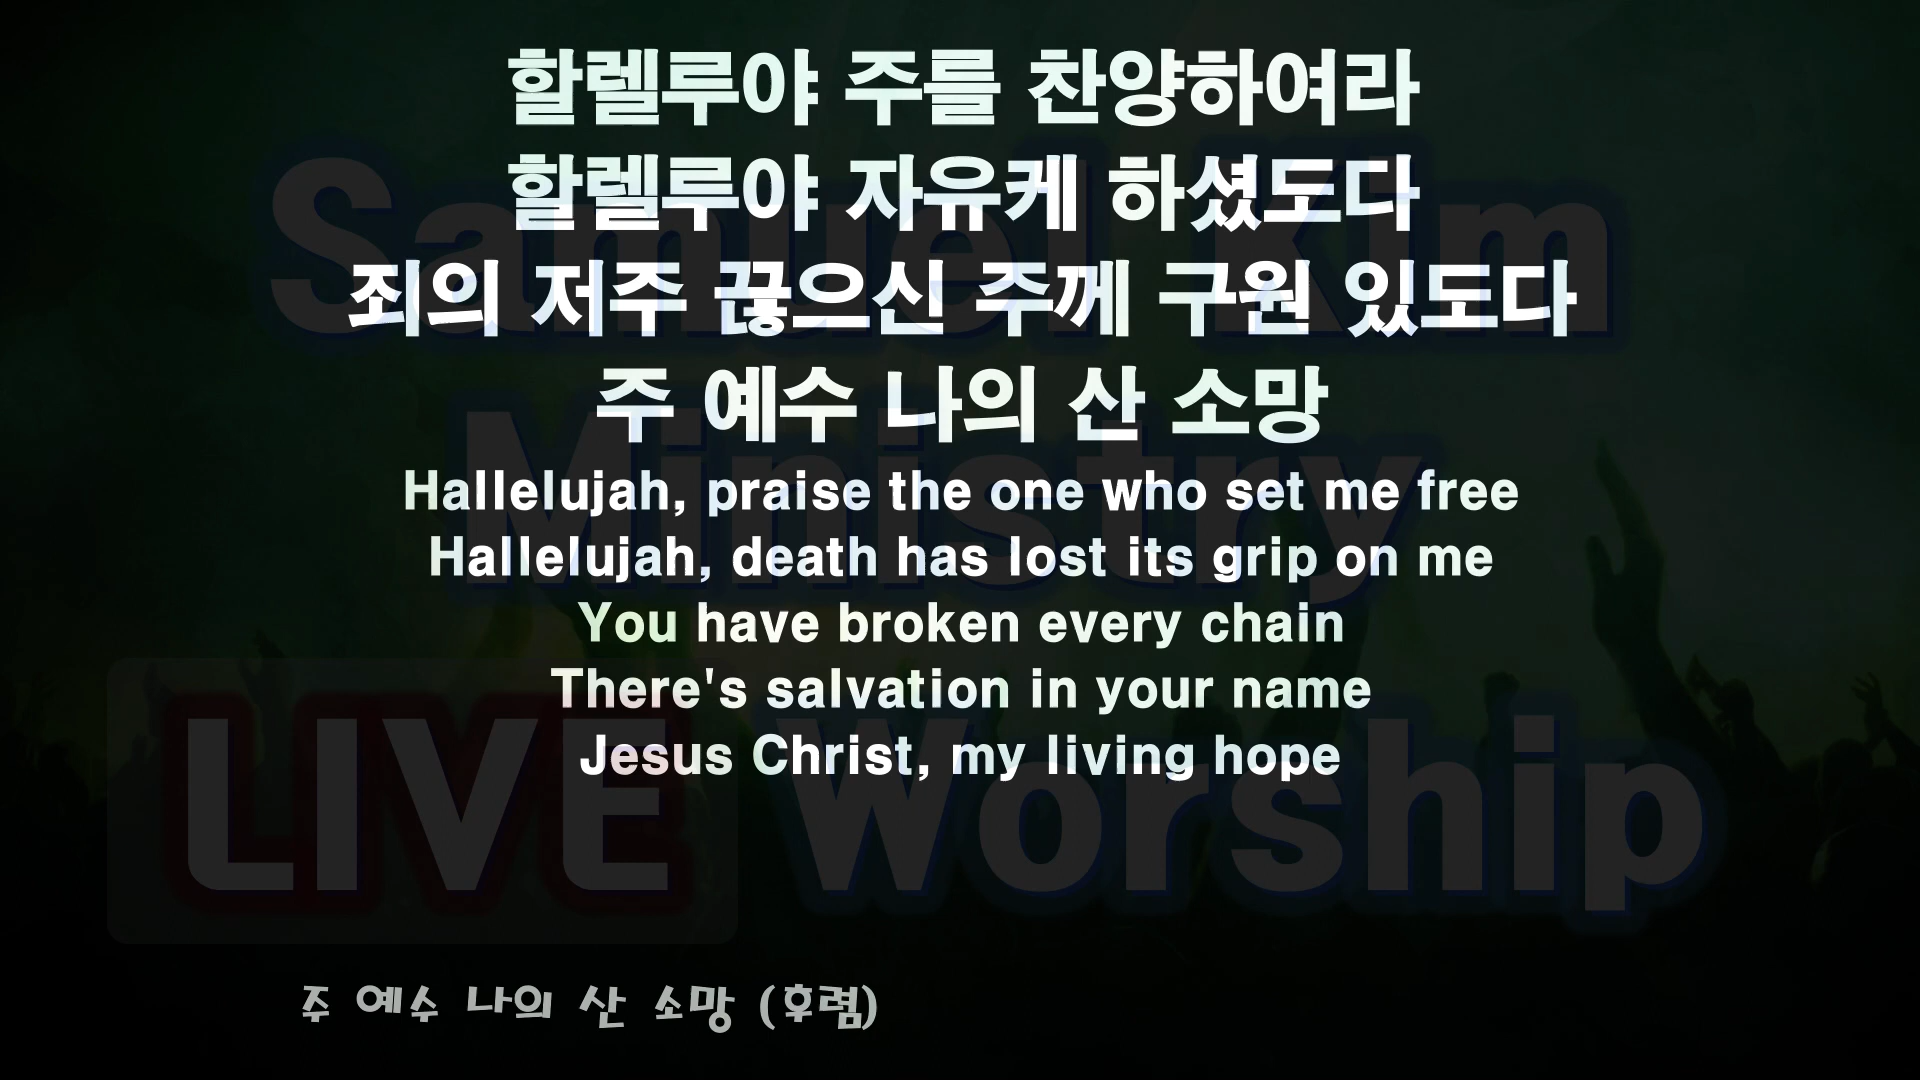 할렐루야 주를 찬양하여라
할렐루야 자유케 하셨도다
죄의 저주 끊으신 주께 구원 있도다
주 예수 나의 산 소망
Hallelujah, praise the one who set me free
Hallelujah, death has lost its grip on me
You have broken every chain
There's salvation in your name
Jesus Christ, my living hope
Samuel Kim
Ministry
LIVE Worship
주 예수 나의 산 소망 (후렴)